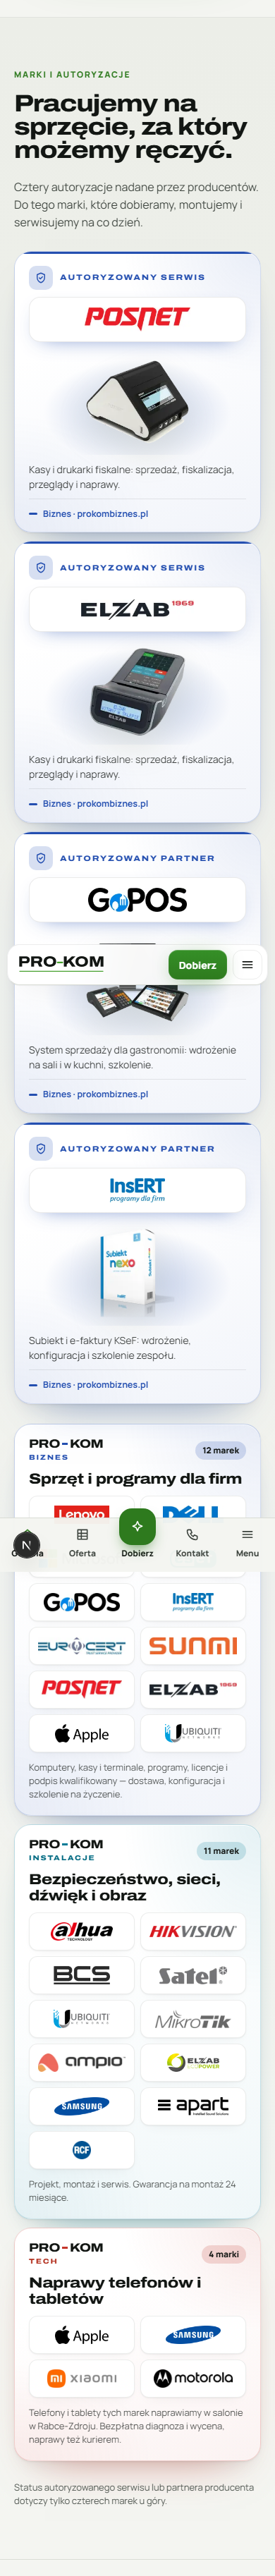 MARKI I AUTORYZACJE
Pracujemy na
sprzęcie, za który
możemy ręczyć.
Cztery autoryzacje nadane przez producentów.
Do tego marki, które dobieramy, montujemy i
serwisujemy na co dzień.
AUTORYZOWANY SERWIS
POSNET
Kasy i drukarki fiskalne: sprzedaż, fiskalizacja,
przeglądy i naprawy.
Biznes · prokombiznes.pl
AUTORYZOWANY SERWIS
ELZAB 1969
ELZAB
Kasy i drukarki fiskalne: sprzedaż, fiskalizacja,
przeglądy i naprawy.
Biznes · prokombiznes.pl
AUTORYZOWANY PARTNER
GOPOS
PRO-KOM
Dobierz
System sprzedaży dla gastronomii: wdrożenie
na sali i w kuchni, szkolenie.
Biznes · prokombiznes.pl
AUTORYZOWANY PARTNER
InsERT
programy dla firm
Subiekt
nexo
Subiekt i e-faktury KSeF: wdrożenie,
konfiguracja i szkolenie zespołu.
Biznes · prokombiznes.pl
PRO-KOM
BIZNES
12 marek
Sprzęt i programy dla firm
Lenovo
DELL
N
Oferta
Dobierz
Kontakt
Menu
GOPOS
InsERT
programy dla firm
EUROCERT
SUNMI
POSNET
ELZAB 1969
Apple
UBIQUITI
NETWORKS
Komputery, kasy i terminale, programy, licencje i
podpis kwalifikowany — dostawa, konfiguracja i
szkolenie na życzenie.
PRO-KOM
INSTALACJE
11 marek
Bezpieczeństwo, sieci,
dźwięk i obraz
alhua
TECHNOLOGY
HIKVISION
BCS
Satel
UBIQUITI
NETWORKS
MikroTik
ampio
ELZAB
POWER
SAMSUNG
apart
RCF
Projekt, montaż i serwis. Gwarancja na montaż 24
miesiące.
PRO-KOM
TECH
4 marki
Naprawy telefonów i
tabletów
Apple
SAMSUNG
xiaomi
motorola
Telefony i tablety tych marek naprawiamy w salonie
w Rabce-Zdroju. Bezpłatna diagnoza i wycena,
naprawy też kurierem.
Status autoryzowanego serwisu lub partnera producenta
dotyczy tylko czterech marek u góry.